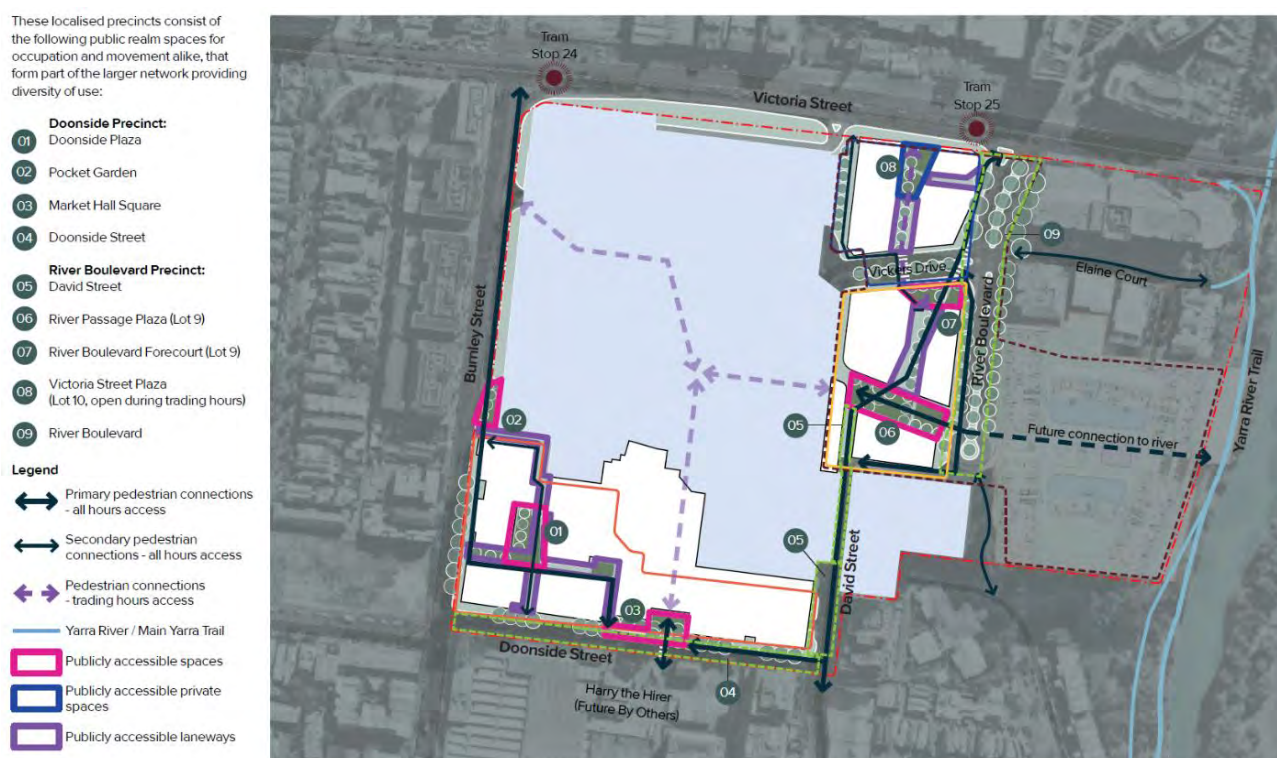 These localised precincts consist of
the following public realm spaces for
occupation and movement alike, that
form part of the larger network providing
diversity of use:
Doonside Precinct:
01 Doonside Plaza
02 Pocket Garden
03 Market Hall Square
04 Doonside Street
River Boulevard Precinct:
05 David Street
06 River Passage Plaza (Lot 9)
07 River Boulevard Forecourt (Lot 9)
08 Victoria Street Plaza
(Lot 10, open during trading hours)
09 River Boulevard
Legend
Primary pedestrian connections
- all hours access
Secondary pedestrian
connections - all hours access
Pedestrian connections
- trading hours access
Yarra River / Main Yarra Trail
Publicly accessible spaces
Publicly accessible private
spaces
Publicly accessible laneways
Tram
Stop 24
Victoria Street
Tram
Stop 25
08
09
Elaine Court
Vickers Drive
07
River Boulevard
Burnley Street
Yarra River Trail
02
05
06
Future connection to river
01
05
David Street
03
Doonside Street
04
Harry the Hirer
(Future By Others)